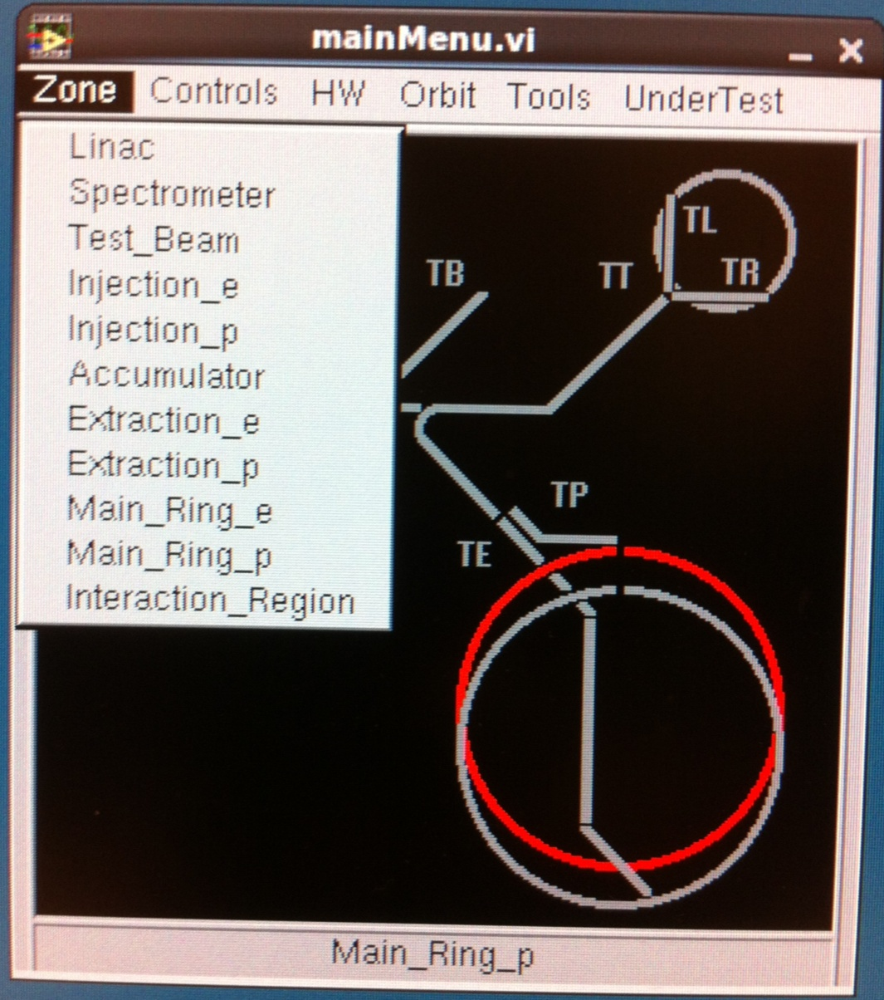 mainMenu.vi
Zone Controls HW Orbit Tools UnderTest
Linac
Spectrometer
Test_Beam
Injection_e
Injection_p
Accumulator
Extraction_e
Extraction_p
Main_Ring_e
Main_Ring_p
Interaction_Region
TL
TB TT TR
TP
TE
Main_Ring_p